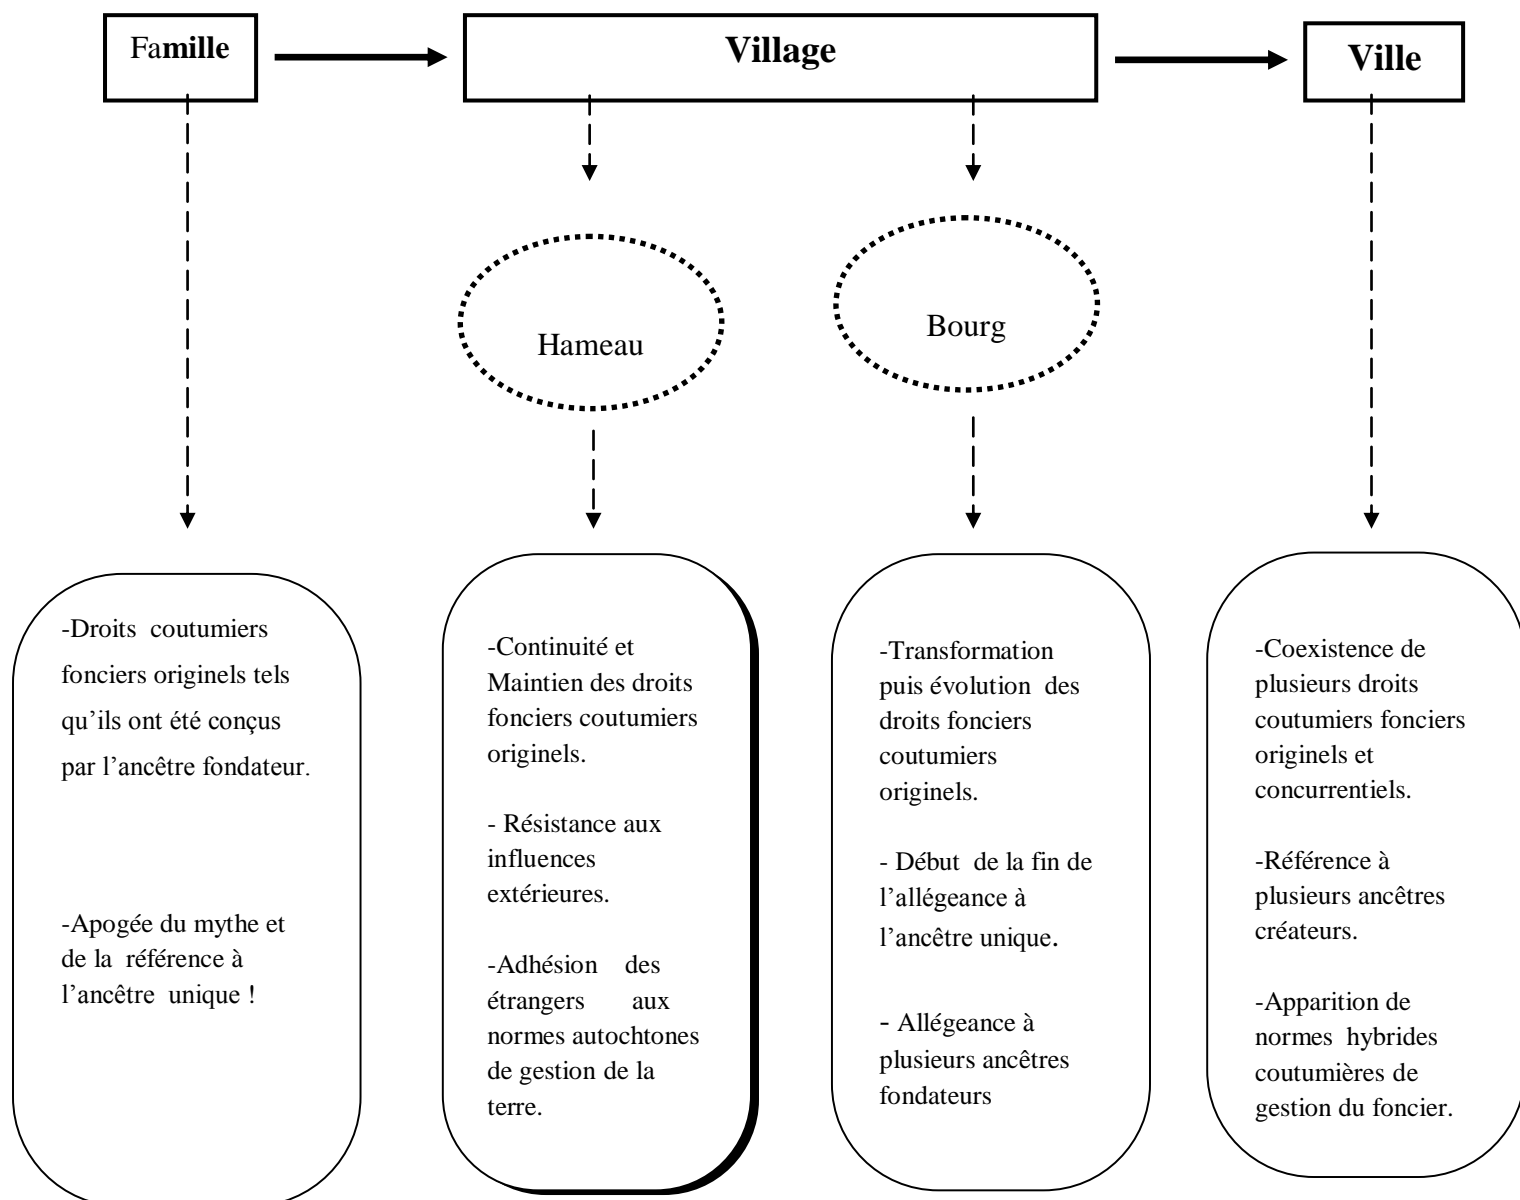 Famille
Village
Ville
Hameau
Bourg
-Droits coutumiers
fonciers originels tels
qu’ils ont été conçus
par l’ancêtre fondateur.
-Apogée du mythe et
de la référence à
l’ancêtre unique !
-Continuité et
Maintien des droits
fonciers coutumiers
originels.
- Résistance aux
influences
extérieures.
-Adhésion des
étrangers aux
normes autochtones
de gestion de la
terre.
-Transformation
puis évolution des
droits fonciers
coutumiers
originels.
- Début de la fin de
l’allégeance à
l’ancêtre unique.
- Allégeance à
plusieurs ancêtres
fondateurs
-Coexistence de
plusieurs droits
coutumiers fonciers
originels et
concurrentiels.
-Référence à
plusieurs ancêtres
créateurs.
-Apparition de
normes hybrides
coutumières de
gestion du foncier.